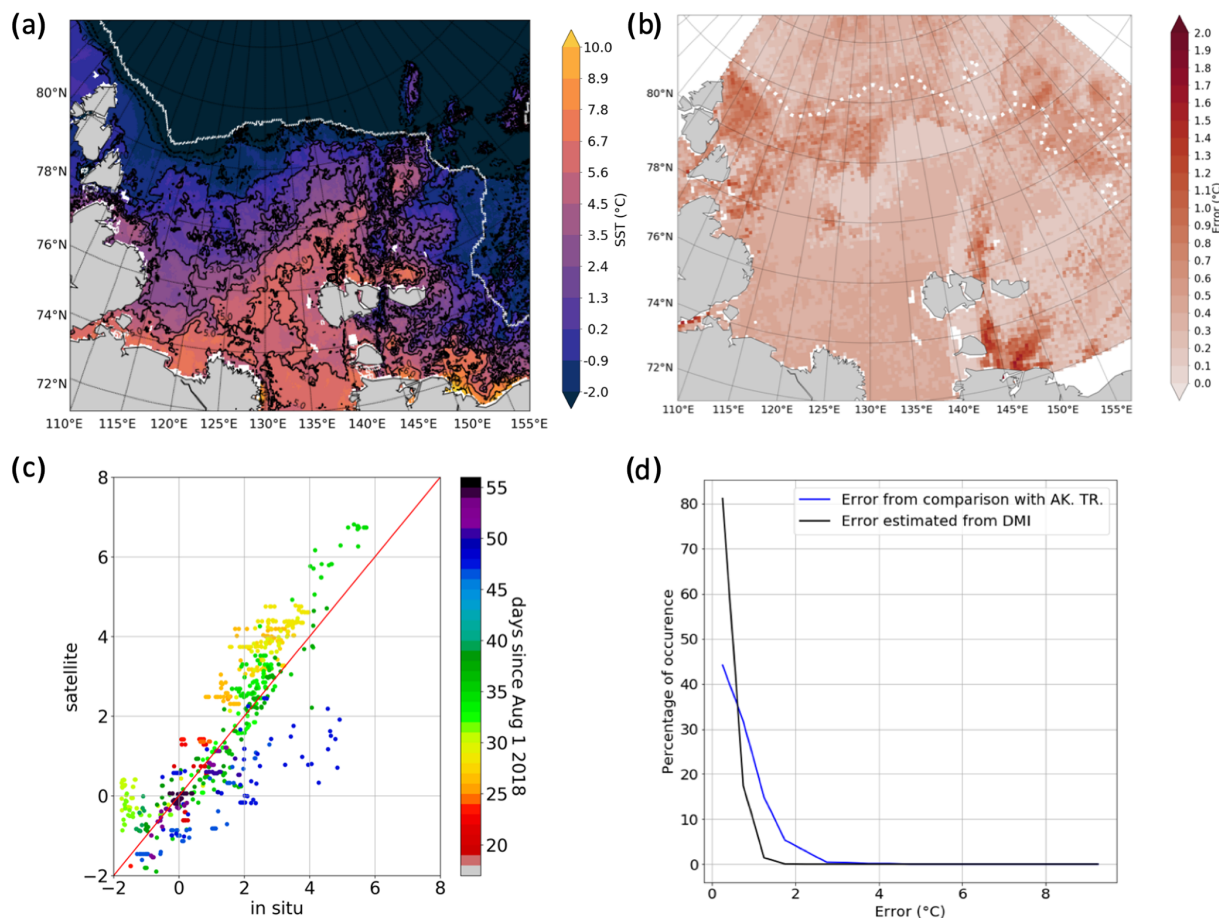 (a)
80°N
78°N
76°N
74°N
72°N
110°E 115°E 120°E 125°E 130°E 135°E 140°E 145°E 150°E 155°E
5.0
10.0
8.9
7.8
6.7
5.6
4.5
3.5
2.4
1.3
0.2
-0.9
-2.0
SST (°C)
(b)
80°N
78°N
76°N
74°N
72°N
110°E 115°E 120°E 125°E 130°E 135°E 140°E 145°E 150°E 155°E
2.0
1.9
1.8
1.7
1.6
1.5
1.4
1.3
1.2
1.1
1.0
0.9
0.8
0.7
0.6
0.5
0.4
0.3
0.2
0.1
0.0
Error (°C)
(c)
8
6
4
2
0
−2
satellite
−2 0 2 4 6 8
in situ
55
50
45
40
35
30
25
20
days since Aug 1 2018
(d)
Error from comparison with AK. TR.
Error estimated from DMI
80
70
60
50
40
30
20
10
0
Percentage of occurence
0 2 4 6 8
Error (°C)